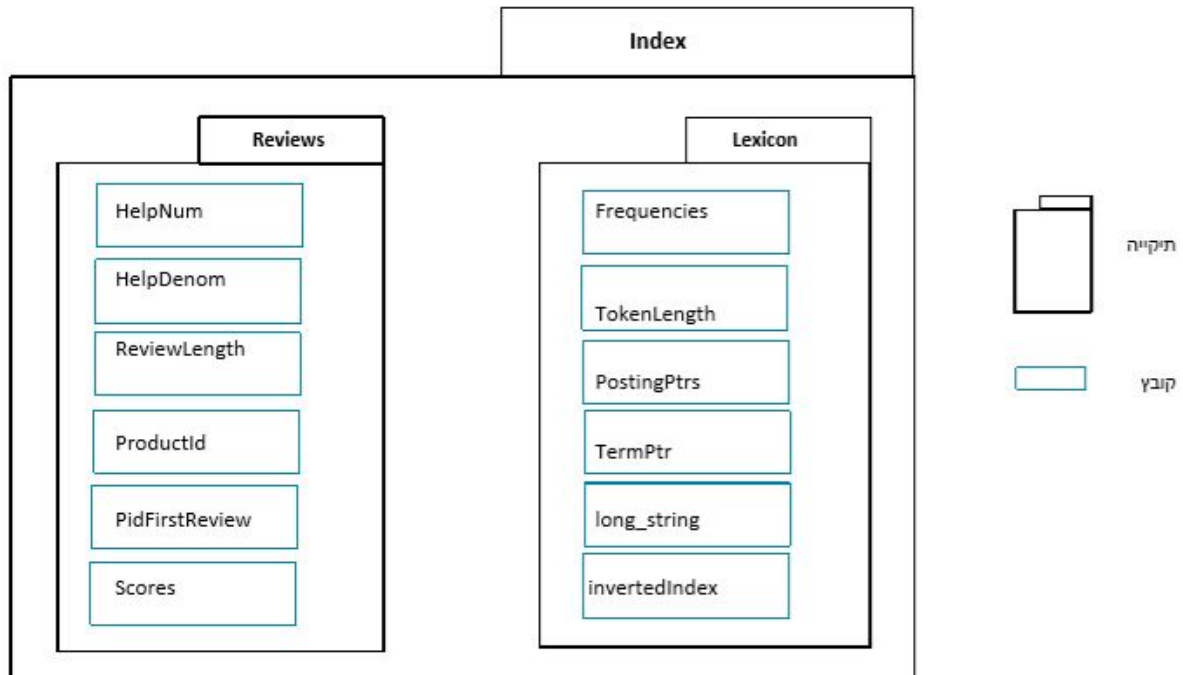 Index
Reviews
HelpNum
HelpDenom
ReviewLength
ProductId
PidFirstReview
Scores
Lexicon
Frequencies
TokenLength
PostingPtrs
TermPtr
long_string
invertedIndex
תיקייה
קובץ